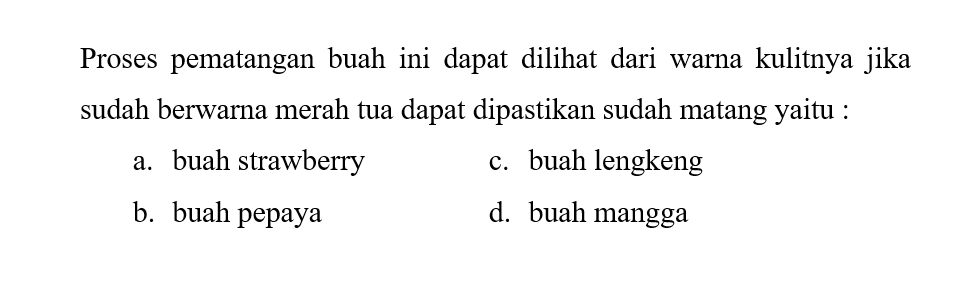 Proses pematangan buah ini dapat dilihat dari warna kulitnya jika
sudah berwarna merah tua dapat dipastikan sudah matang yaitu :
a. buah strawberry c. buah lengkeng
b. buah pepaya d. buah mangga